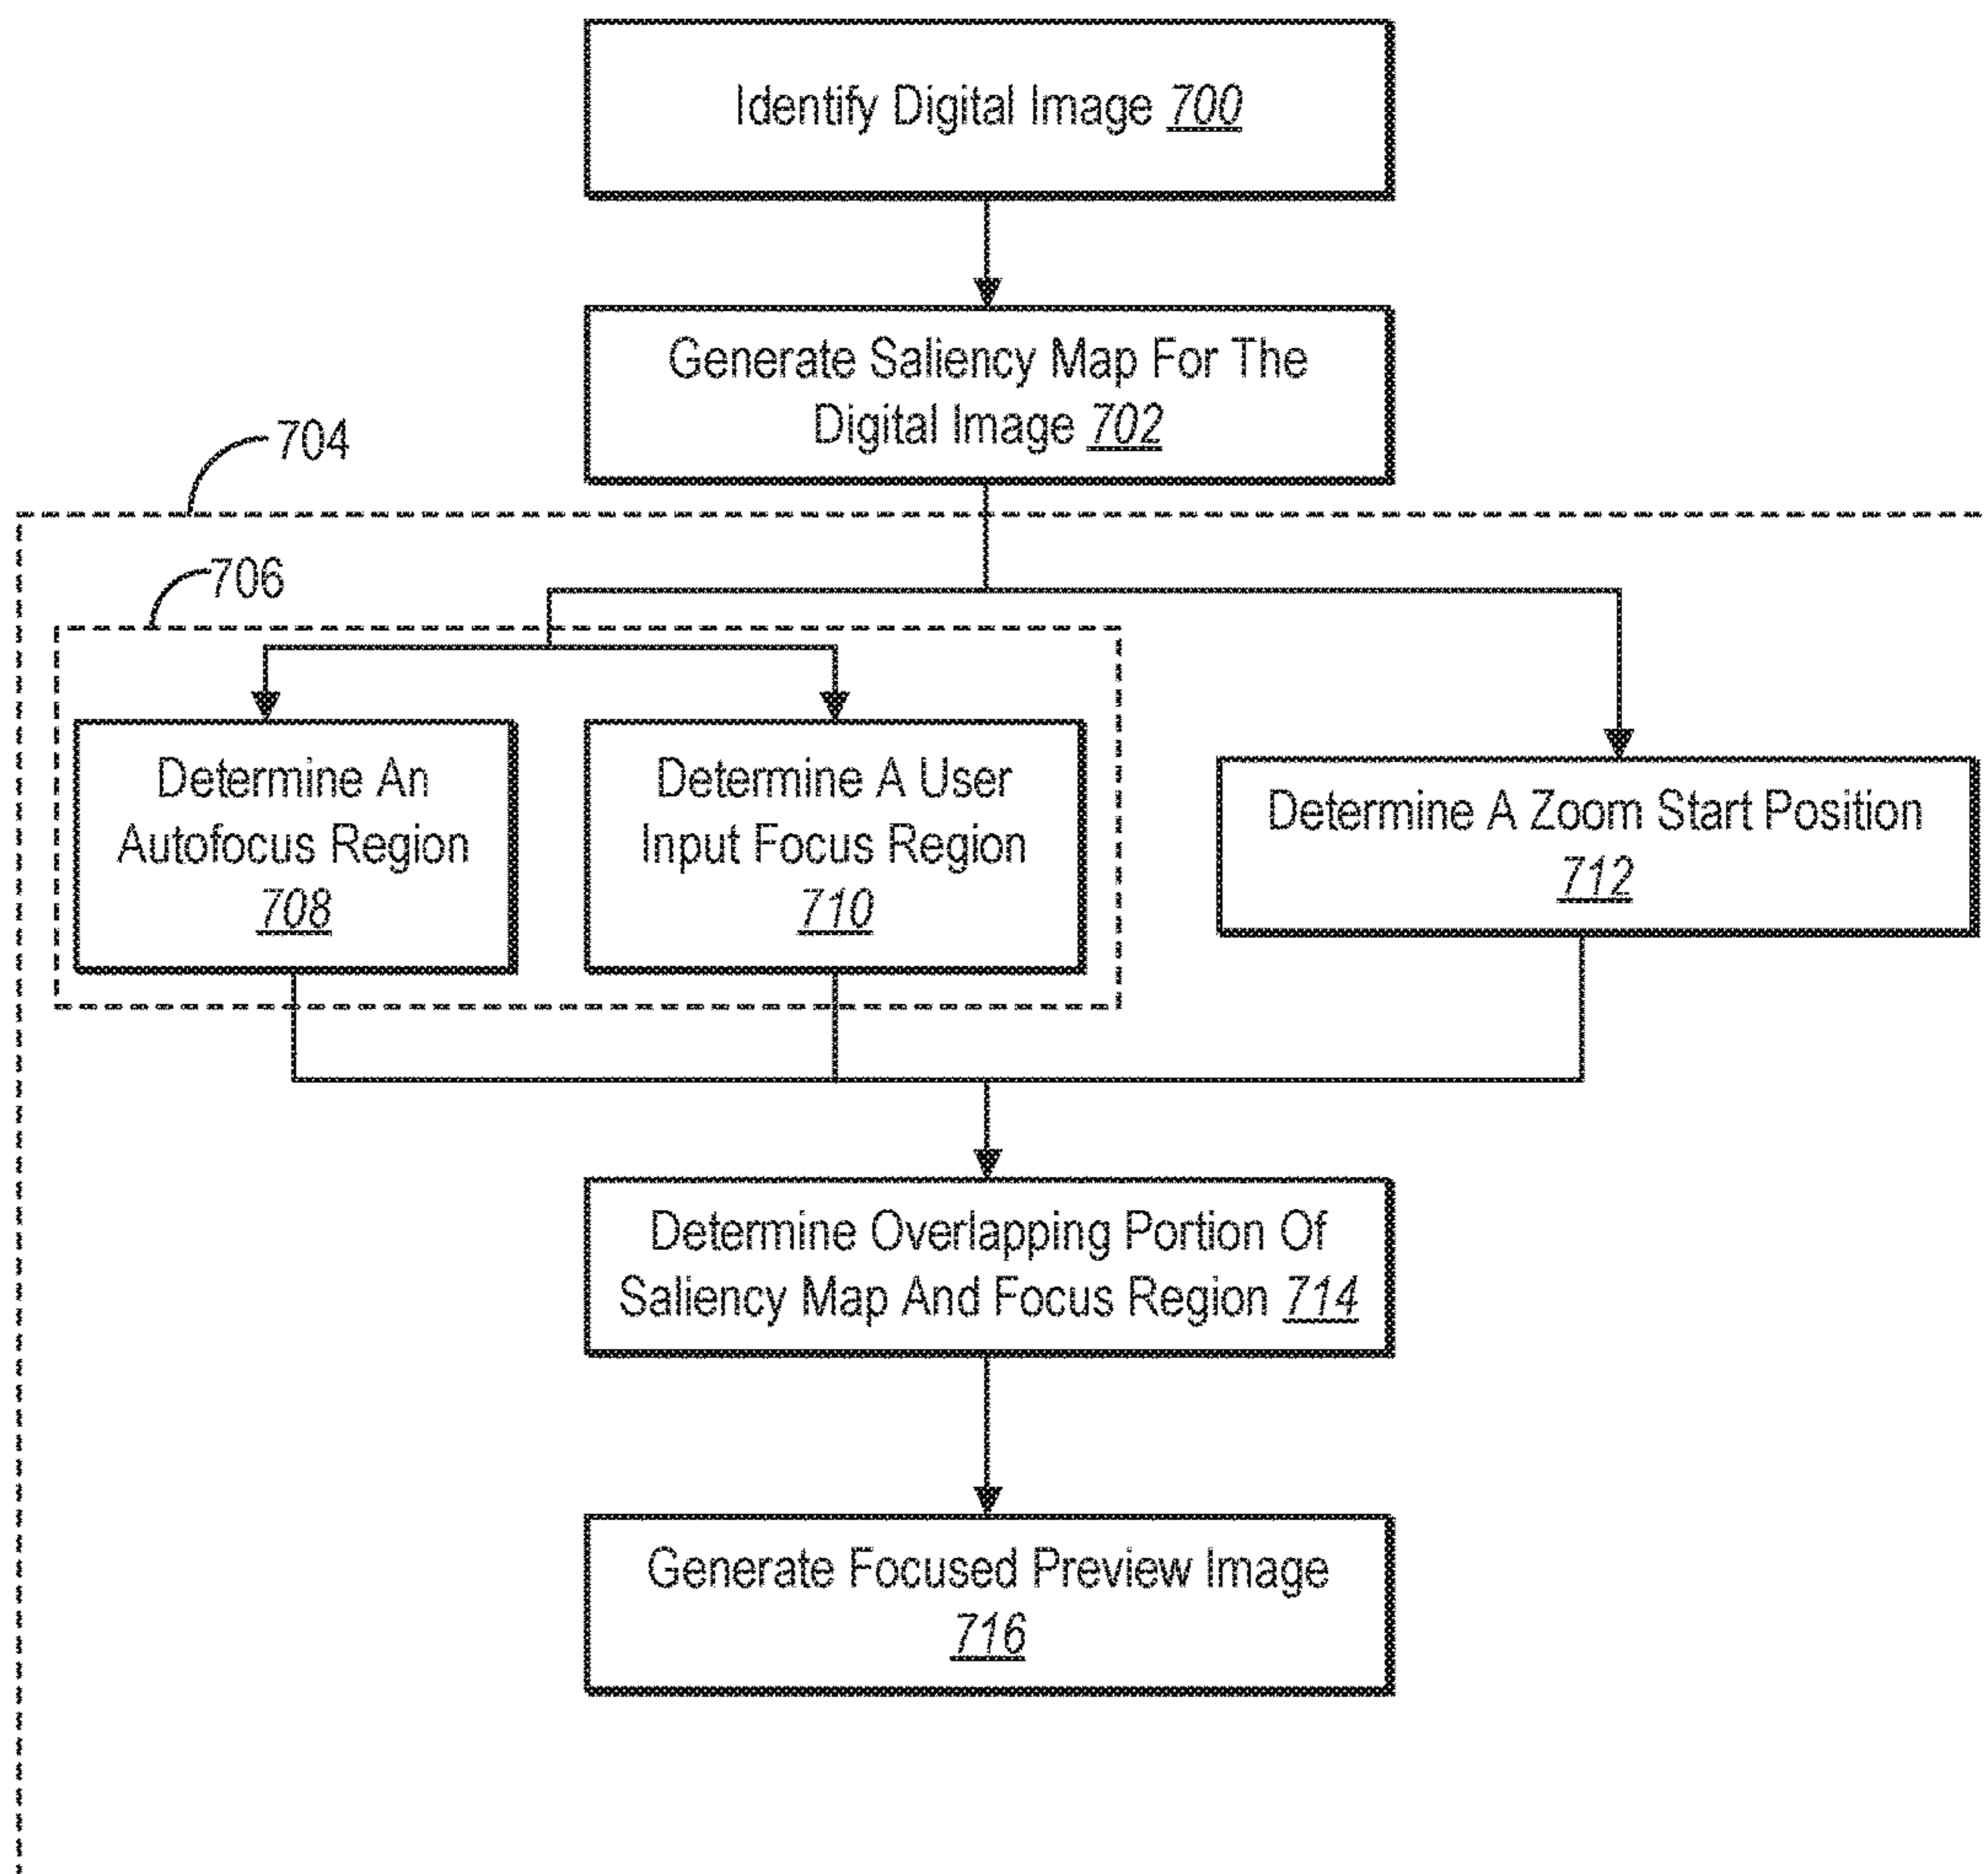 Identify Digital Image 700
Generate Saliency Map For The
Digital Image 702
704
706
Determine An
Autofocus Region
708
Determine A User
Input Focus Region
710
Determine A Zoom Start Position
712
Determine Overlapping Portion Of
Saliency Map And Focus Region 714
Generate Focused Preview Image
716